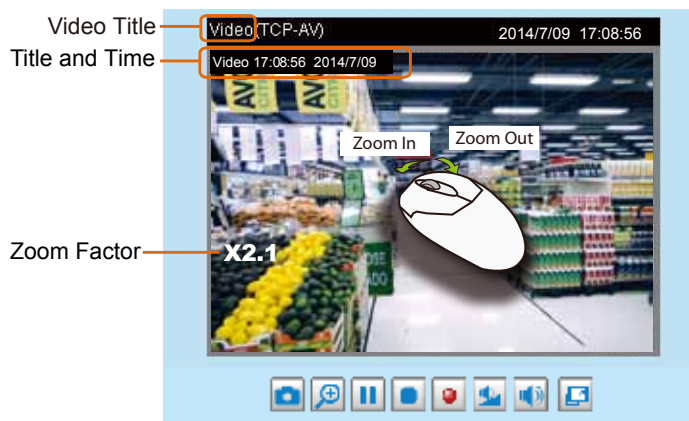 Video Title
Video(TCP-AV) 2014/7/09 17:08:56
Title and Time
Video 17:08:56 2014/7/09
Zoom In
Zoom Out
Zoom Factor
X2.1